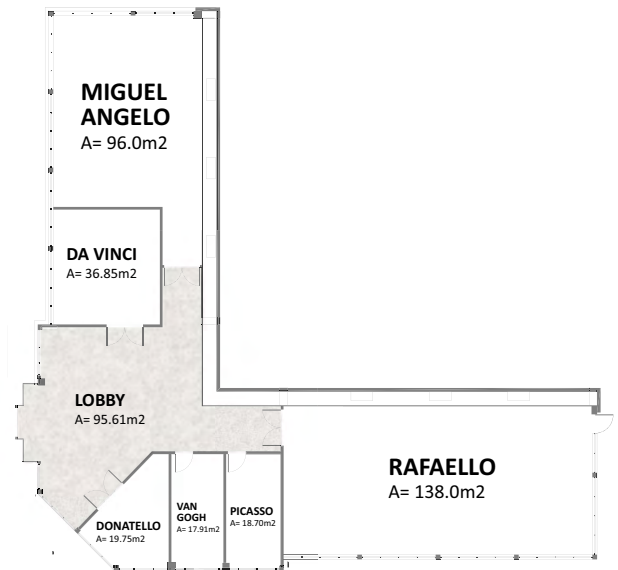 MIGUEL
ANGELO
A= 96.0m2
DA VINCI
A= 36.85m2
LOBBY
A= 95.61m2
RAFAELLO
A= 138.0m2
DONATELLO
A= 19.75m2
VAN
GOGH
A= 17.91m2
PICASSO
A= 18.70m2